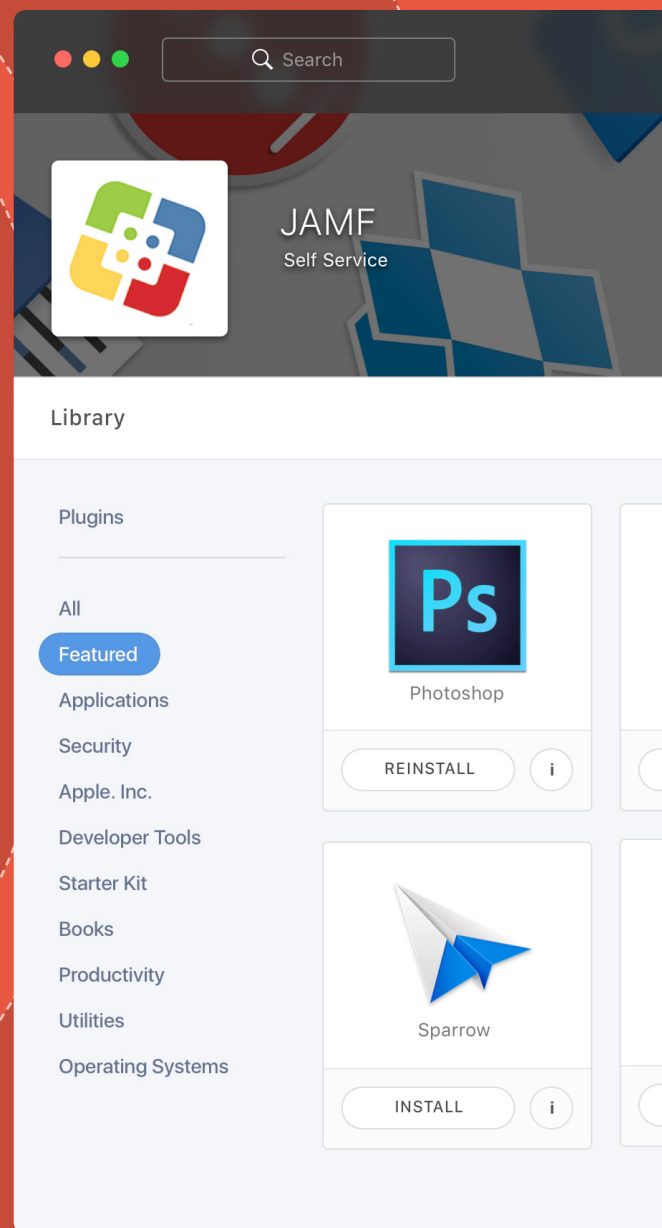 Search
JAMF
Self Service
Library
Plugins
All
Featured
Applications
Security
Apple. Inc.
Developer Tools
Starter Kit
Books
Productivity
Utilities
Operating Systems
Ps
Photoshop
REINSTALL
i
Sparrow
INSTALL
i